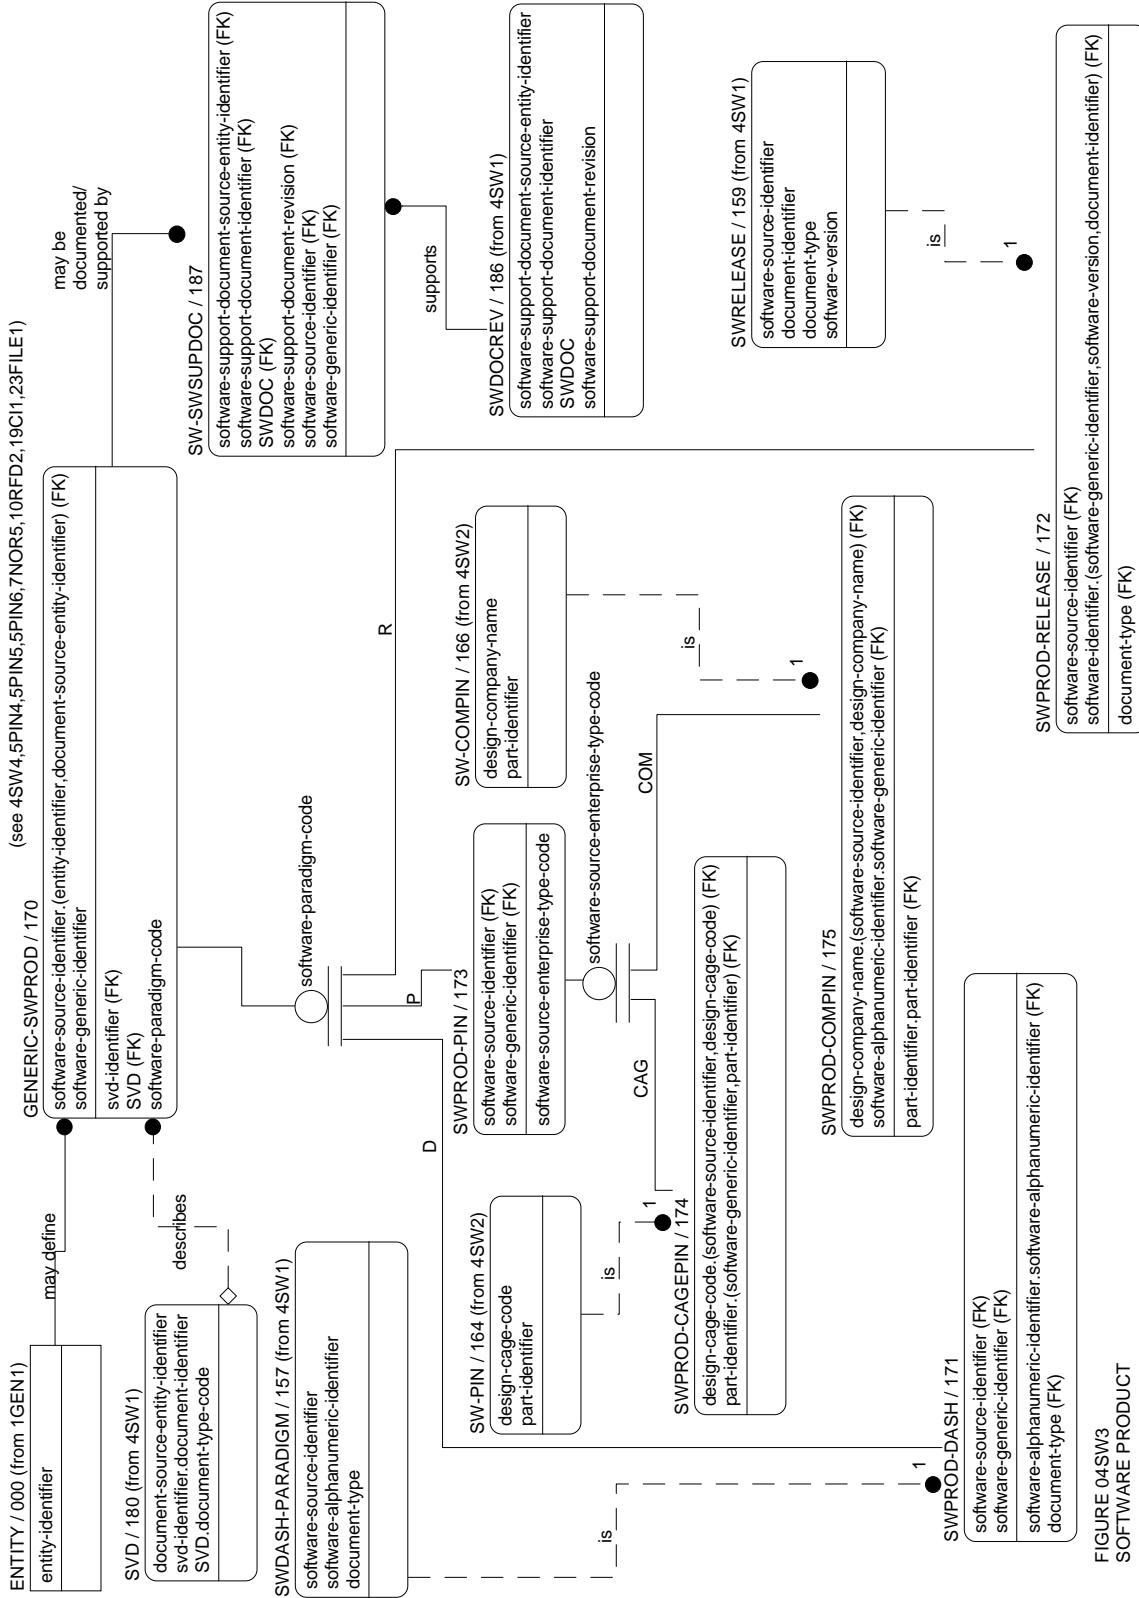 (see 4SW4,5PIN4,5PIN5,5PIN6,7NOR5,10RFD2,19CI1,23FILE1)
ENTITY / 000 (from 1GEN1)
entity-identifier
may define
GENERIC-SWPROD / 170
software-source-identifier.(entity-identifier,document-source-entity-identifier) (FK)
software-generic-identifier
svd-identifier (FK)
SVD (FK)
software-paradigm-code
may be
documented/
supported by
SVD / 180 (from 4SW1)
document-source-entity-identifier
svd-identifier.document-identifier
SVD.document-type-code
describes
SW-SWSUPDOC / 187
software-support-document-source-entity-identifier (FK)
software-support-document-identifier (FK)
SWDOC (FK)
software-support-document-revision (FK)
software-source-identifier (FK)
software-generic-identifier (FK)
supports
SWDASH-PARADIGM / 157 (from 4SW1)
software-source-identifier
software-alphanumeric-identifier
document-type
software-paradigm-code
D
P
R
SWDOCREV / 186 (from 4SW1)
software-support-document-source-entity-identifier
software-support-document-identifier
SWDOC
software-support-document-revision
SW-PIN / 164 (from 4SW2)
design-cage-code
part-identifier
is
1
SWPROD-PIN / 173
software-source-identifier (FK)
software-generic-identifier (FK)
software-source-enterprise-type-code
software-source-enterprise-type-code
CAG
COM
SW-COMPIN / 166 (from 4SW2)
design-company-name
part-identifier
is
1
SWRELEASE / 159 (from 4SW1)
software-source-identifier
document-identifier
document-type
software-version
is
1
SWPROD-CAGEPIN / 174
design-cage-code.(software-source-identifier,design-cage-code) (FK)
part-identifier.(software-generic-identifier,part-identifier) (FK)
SWPROD-COMPIN / 175
design-company-name.(software-source-identifier,design-company-name) (FK)
software-alphanumeric-identifier.software-generic-identifier (FK)
part-identifier.part-identifier (FK)
is
1
SWPROD-DASH / 171
software-source-identifier (FK)
software-generic-identifier (FK)
software-alphanumeric-identifier.software-alphanumeric-identifier (FK)
document-type (FK)
SWPROD-RELEASE / 172
software-source-identifier (FK)
software-identifier.(software-generic-identifier,software-version,document-identifier) (FK)
document-type (FK)
FIGURE 04SW3
SOFTWARE PRODUCT